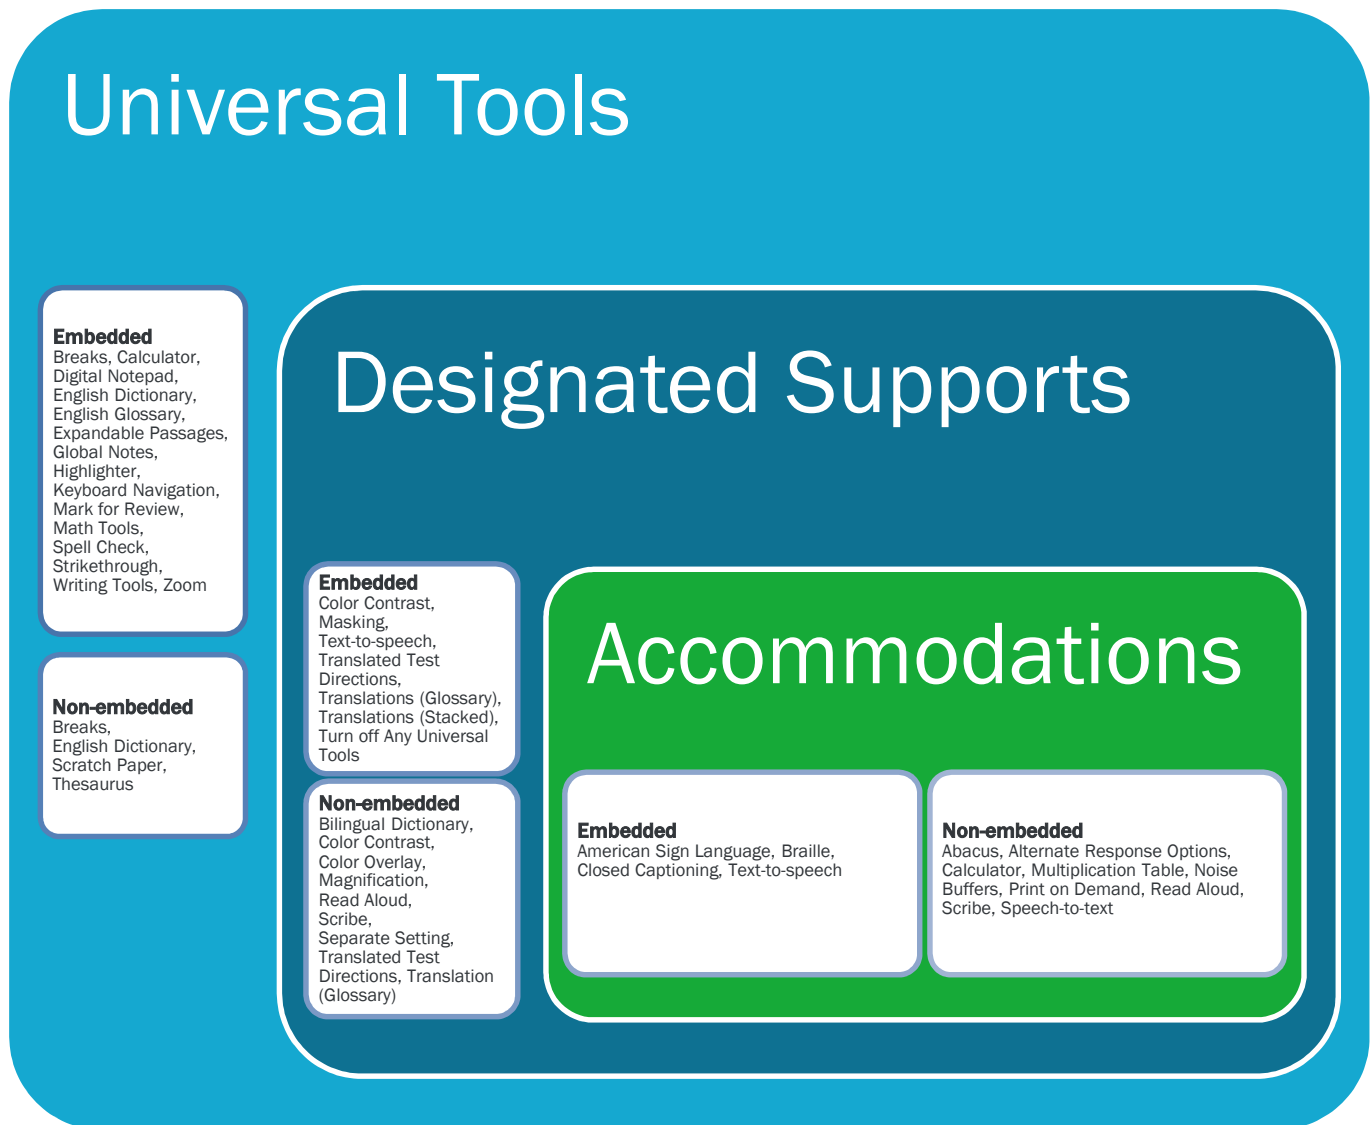 Universal Tools
Embedded
Breaks, Calculator,
Digital Notepad,
English Dictionary,
English Glossary,
Expandable Passages,
Global Notes,
Highlighter,
Keyboard Navigation,
Mark for Review,
Math Tools,
Spell Check,
Strikethrough,
Writing Tools, Zoom
Non-embedded
Breaks,
English Dictionary,
Scratch Paper,
Thesaurus
Designated Supports
Embedded
Color Contrast,
Masking,
Text-to-speech,
Translated Test
Directions,
Translations (Glossary),
Translations (Stacked),
Turn off Any Universal
Tools
Non-embedded
Bilingual Dictionary,
Color Contrast,
Color Overlay,
Magnification,
Read Aloud,
Scribe,
Separate Setting,
Translated Test
Directions, Translation
(Glossary)
Accommodations
Embedded
American Sign Language, Braille,
Closed Captioning, Text-to-speech
Non-embedded
Abacus, Alternate Response Options,
Calculator, Multiplication Table, Noise
Buffers, Print on Demand, Read Aloud,
Scribe, Speech-to-text